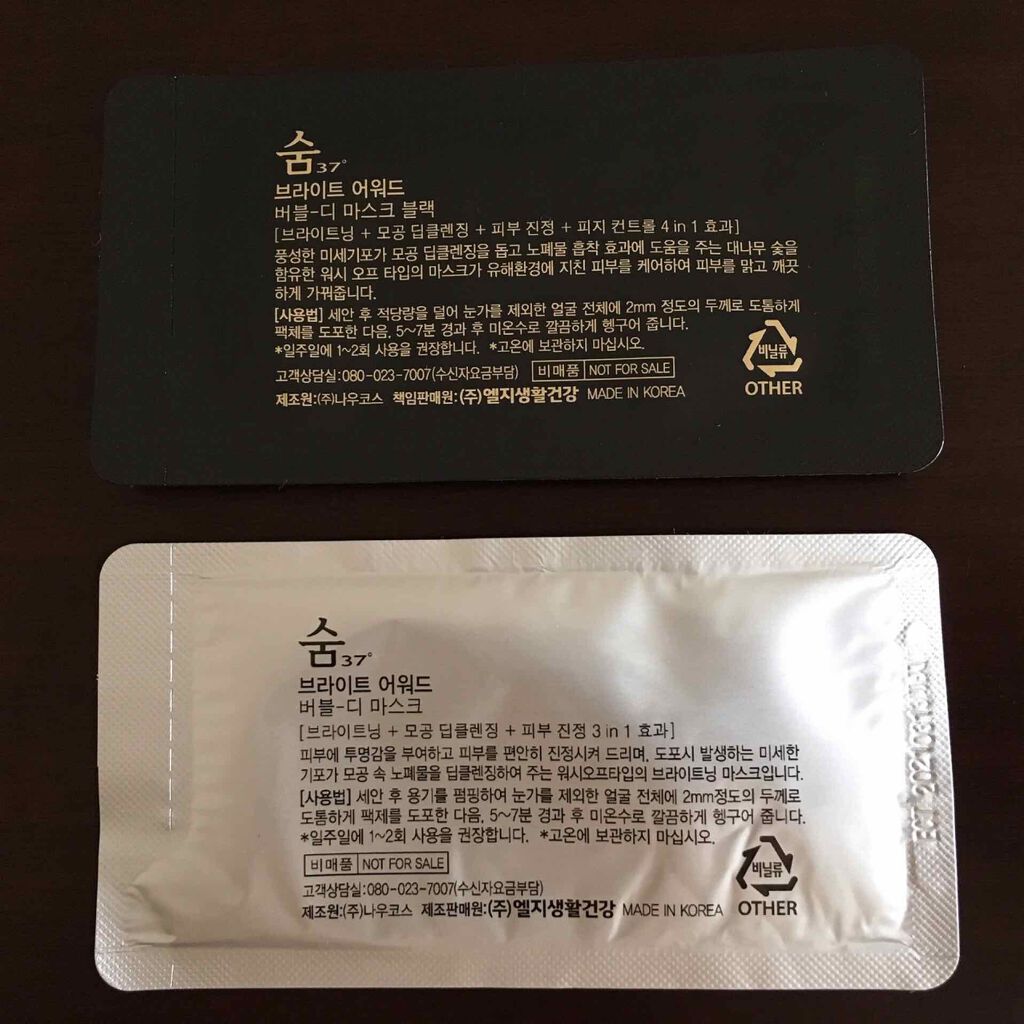 숨37°
브라이트 어워드
버블-디 마스크 블랙
[브라이트닝 + 모공 딥클렌징 + 피부 진정 + 피지 컨트롤 4 in 1 효과]
풍성한 미세기포가 모공 딥클렌징을 돕고 노폐물 흡착 효과에 도움을 주는 대나무 숯을
함유한 워시 오프 타입의 마스크가 유해환경에 지친 피부를 케어하여 피부를 맑고 깨끗
하게 가꿔줍니다.
[사용법] 세안 후 적당량을 덜어 눈가를 제외한 얼굴 전체에 2mm 정도의 두께로 도톰하게
팩제를 도포한 다음, 5~7분 경과 후 미온수로 깔끔하게 헹구어 줍니다.
*일주일에 1~2회 사용을 권장합니다. *고온에 보관하지 마십시오.
고객상담실:080-023-7007(수신자요금부담) 비매품 NOT FOR SALE
제조원:(주)나우코스 책임판매원:(주)엘지생활건강 MADE IN KOREA
비닐류
OTHER
숨37°
브라이트 어워드
버블-디 마스크
[브라이트닝 + 모공 딥클렌징 + 피부 진정 3 in 1 효과]
피부에 투명감을 부여하고 피부를 편안히 진정시켜 드리며, 도포시 발생하는 미세한
기포가 모공 속 노폐물을 딥클렌징하여 주는 워시오프타입의 브라이트닝 마스크입니다.
[사용법] 세안 후 용기를 펌핑하여 눈가를 제외한 얼굴 전체에 2mm정도의 두께로
도톰하게 팩제를 도포한 다음, 5~7분 경과 후 미온수로 깔끔하게 헹구어 줍니다.
*일주일에 1~2회 사용을 권장합니다. *고온에 보관하지 마십시오.
비매품 NOT FOR SALE
고객상담실:080-023-7007(수신자요금부담)
제조원:(주)나우코스 제조판매원:(주)엘지생활건강 MADE IN KOREA
비닐류
OTHER